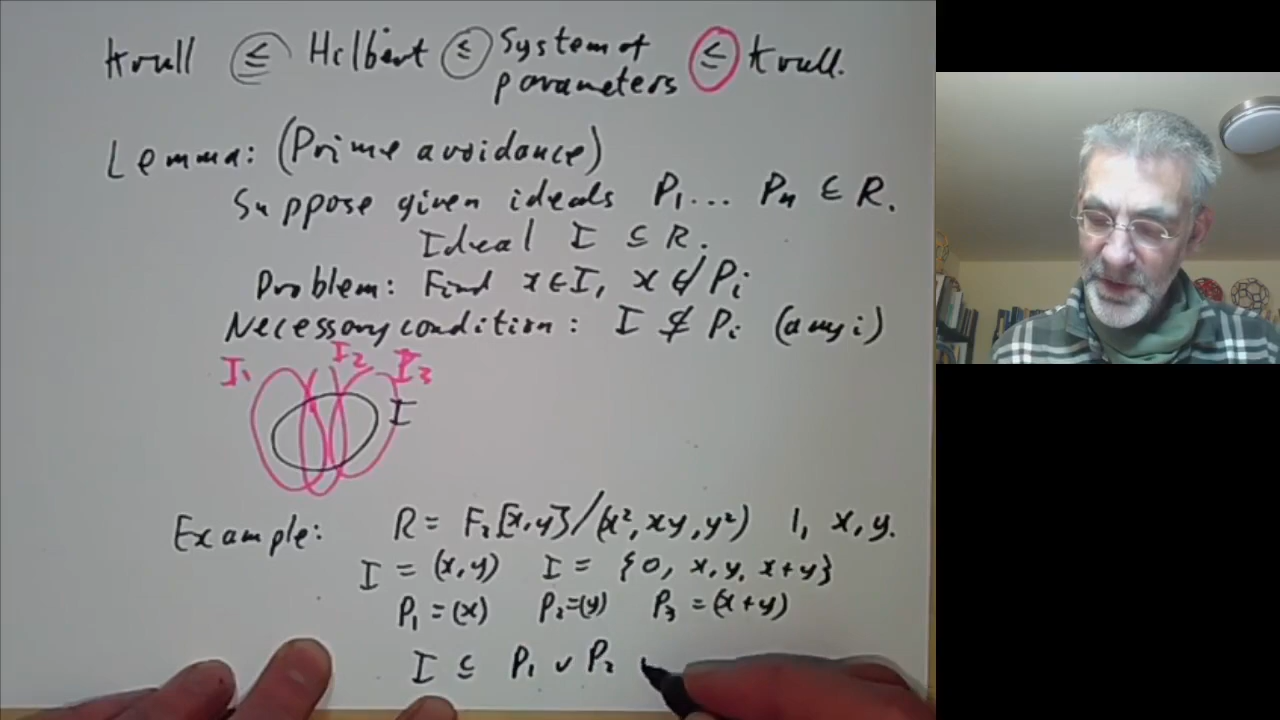 Krull ≤ Hilbert ≤ System of parameters ≤ Krull.
Lemma: (Prime avoidance)
Suppose given ideals P₁... Pₙ ∈ R.
Ideal I ⊆ R.
Problem: Find x∈I, x ∉ Pᵢ
Necessary condition: I ⊄ Pᵢ (any i)
I₁ I₂ I₃
I
Example: R = F₂[x,y]/(x², xy, y²) 1, x, y.
I = (x,y) I = {0, x, y, x+y}
P₁ = (x) P₂=(y) P₃ = (x+y)
I ⊆ P₁ ∪ P₂